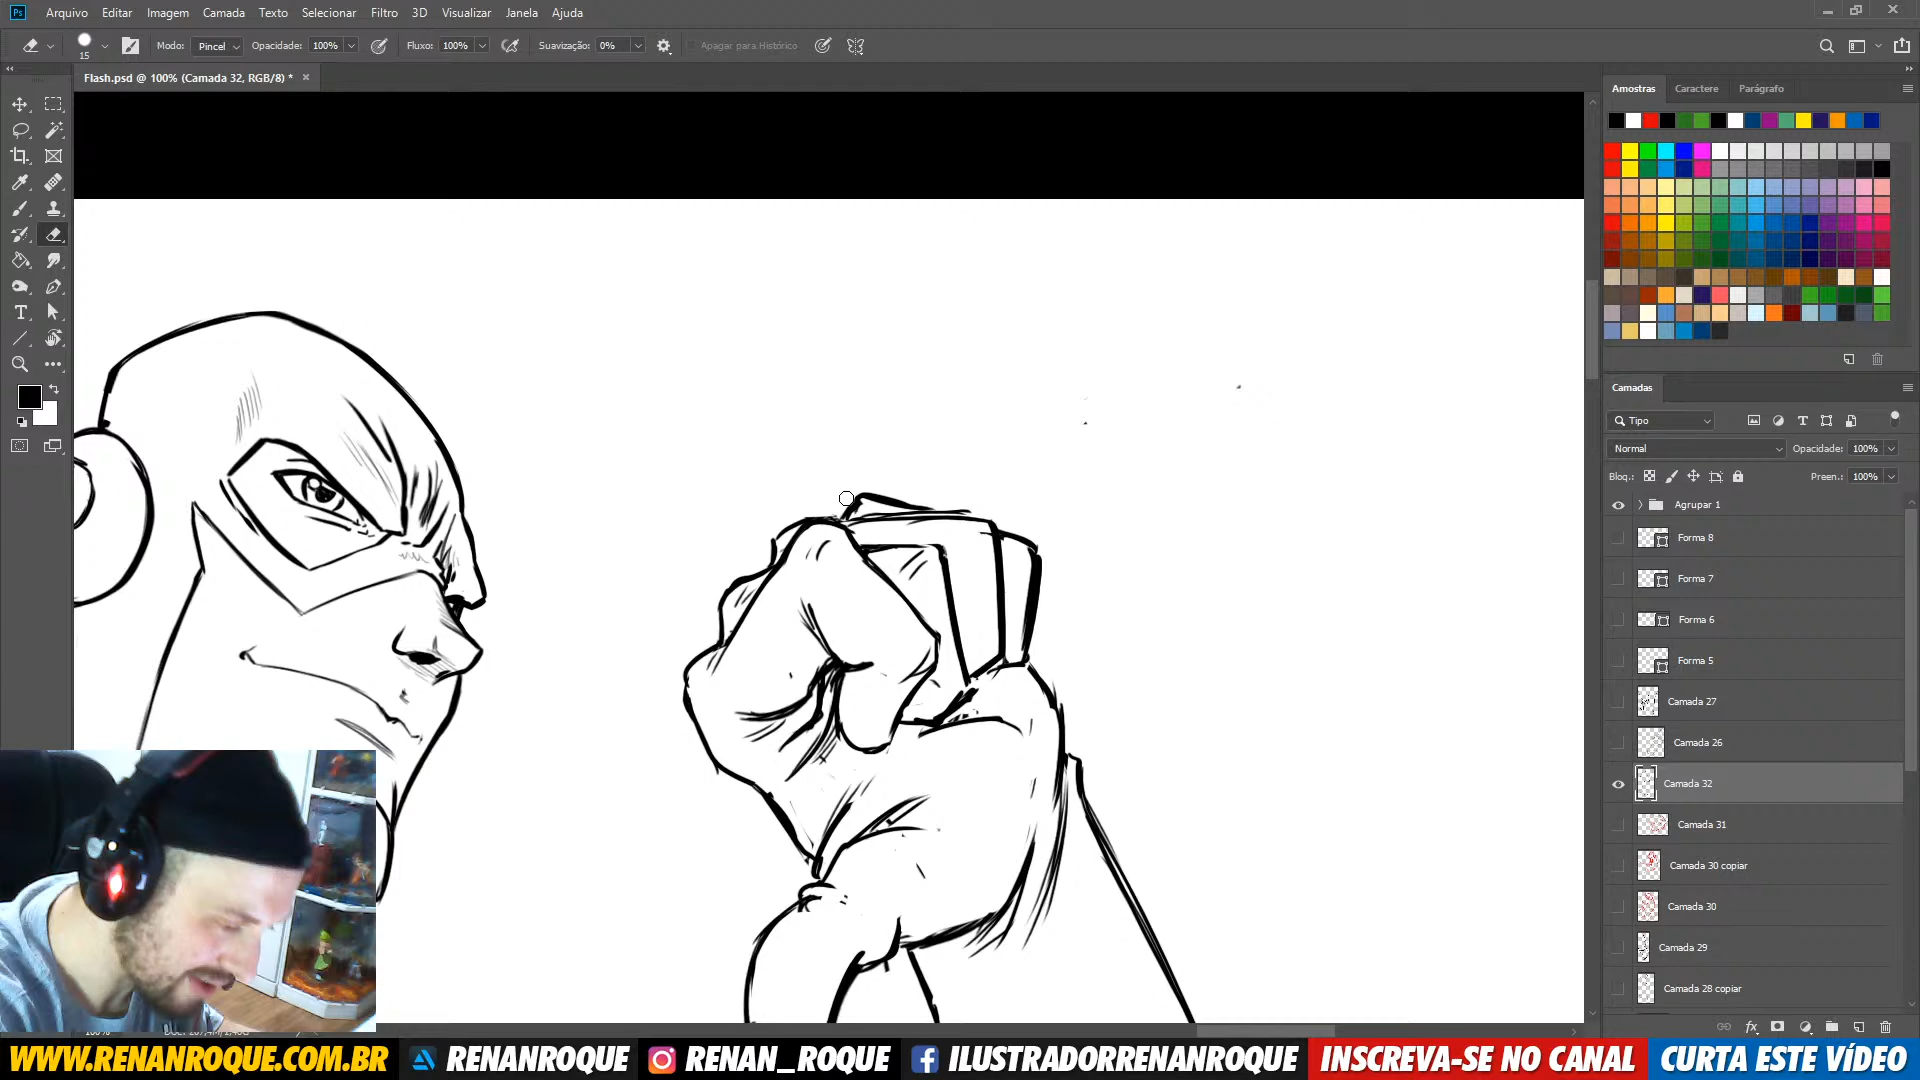 Ps Arquivo Editar Imagem Camada Texto Selecionar Filtro 3D Visualizar Janela Ajuda
15 Modo: Pincel Opacidade: 100% Fluxo: 100% Suavização: 0% Apagar para Histórico
Flash.psd @ 100% (Camada 32, RGB/8) *
Amostras Caractere Parágrafo
Camadas
Tipo
Normal Opacidade: 100%
Bloq.: Preen.: 100%
Agrupar 1
Forma 8
Forma 7
Forma 6
Forma 5
Camada 27
Camada 26
Camada 32
Camada 31
Camada 30 copiar
Camada 30
Camada 29
Camada 28 copiar
WWW.RENANROQUE.COM.BR RENANROQUE RENAN__ROQUE ILUSTRADORRENANROQUE INSCREVA-SE NO CANAL CURTA ESTE VÍDEO